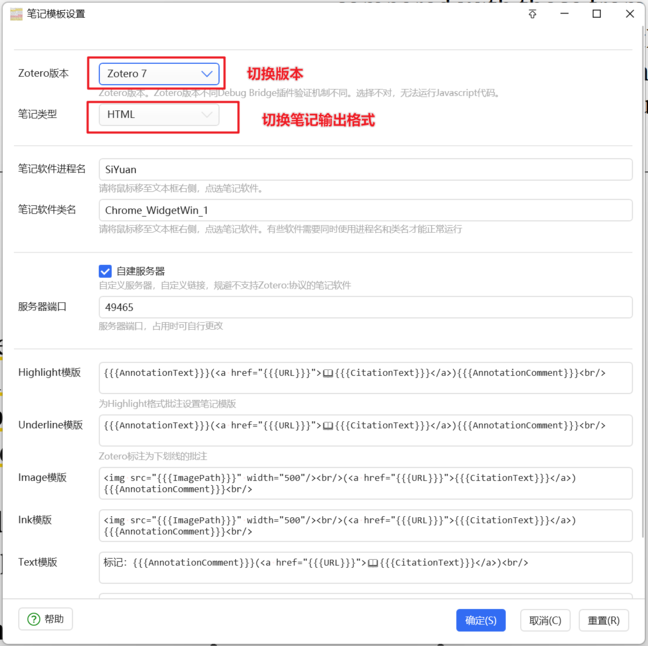 笔记模板设置
Zotero版本
Zotero 7
切换版本
Zotero版本。Zotero版本不同Debug Bridge插件验证机制不同。选择不对，无法运行Javascript代码。
笔记类型
HTML
切换笔记输出格式
笔记软件进程名
SiYuan
请将鼠标移至文本框右侧，点选笔记软件。
笔记软件类名
Chrome_WidgetWin_1
请将鼠标移至文本框右侧，点选笔记软件。有些软件需要同时使用进程名和类名才能正常运行
自建服务器
自定义服务器，自定义链接，规避不支持Zotero:协议的笔记软件
服务器端口
49465
服务器端口，占用时可自行更改
Highlight模版
{{{AnnotationText}}}(<a href="{{{URL}}}">📖{{{CitationText}}}</a>){{{AnnotationComment}}}<br/>
为Highlight格式批注设置笔记模版
Underline模版
{{{AnnotationText}}}(<a href="{{{URL}}}">📖{{{CitationText}}}</a>){{{AnnotationComment}}}<br/>
Zotero标注为下划线的批注
Image模版
<img src="{{{ImagePath}}}" width="500"/><br/>(<a href="{{{URL}}}">{{{CitationText}}}</a>)
{{{AnnotationComment}}}<br/>
Ink模版
<img src="{{{ImagePath}}}" width="500"/><br/>(<a href="{{{URL}}}">{{{CitationText}}}</a>)
{{{AnnotationComment}}}<br/>
Text模版
标记：{{{AnnotationComment}}}(<a href="{{{URL}}}">📖{{{CitationText}}}</a>)<br/>
帮助
确定(S)
取消(C)
重置(R)